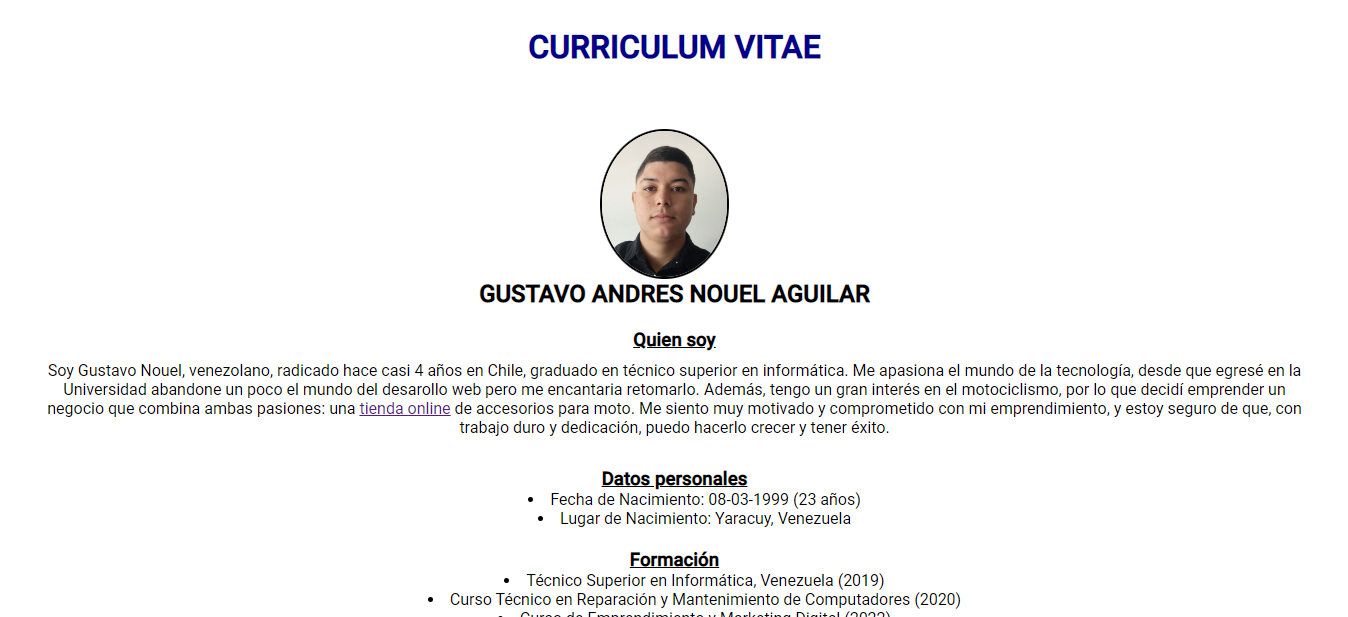 CURRICULUM VITAE
GUSTAVO ANDRES NOUEL AGUILAR
Quien soy
Soy Gustavo Nouel, venezolano, radicado hace casi 4 años en Chile, graduado en técnico superior en informática. Me apasiona el mundo de la tecnología, desde que egresé en la
Universidad abandone un poco el mundo del desarollo web pero me encantaria retomarlo. Además, tengo un gran interés en el motociclismo, por lo que decidí emprender un
negocio que combina ambas pasiones: una tienda online de accesorios para moto. Me siento muy motivado y comprometido con mi emprendimiento, y estoy seguro de que, con
trabajo duro y dedicación, puedo hacerlo crecer y tener éxito.
Datos personales
• Fecha de Nacimiento: 08-03-1999 (23 años)
• Lugar de Nacimiento: Yaracuy, Venezuela
Formación
• Técnico Superior en Informática, Venezuela (2019)
• Curso Técnico en Reparación y Mantenimiento de Computadores (2020)
• Curso de Emprendimiento y Marketing Digital (2022)